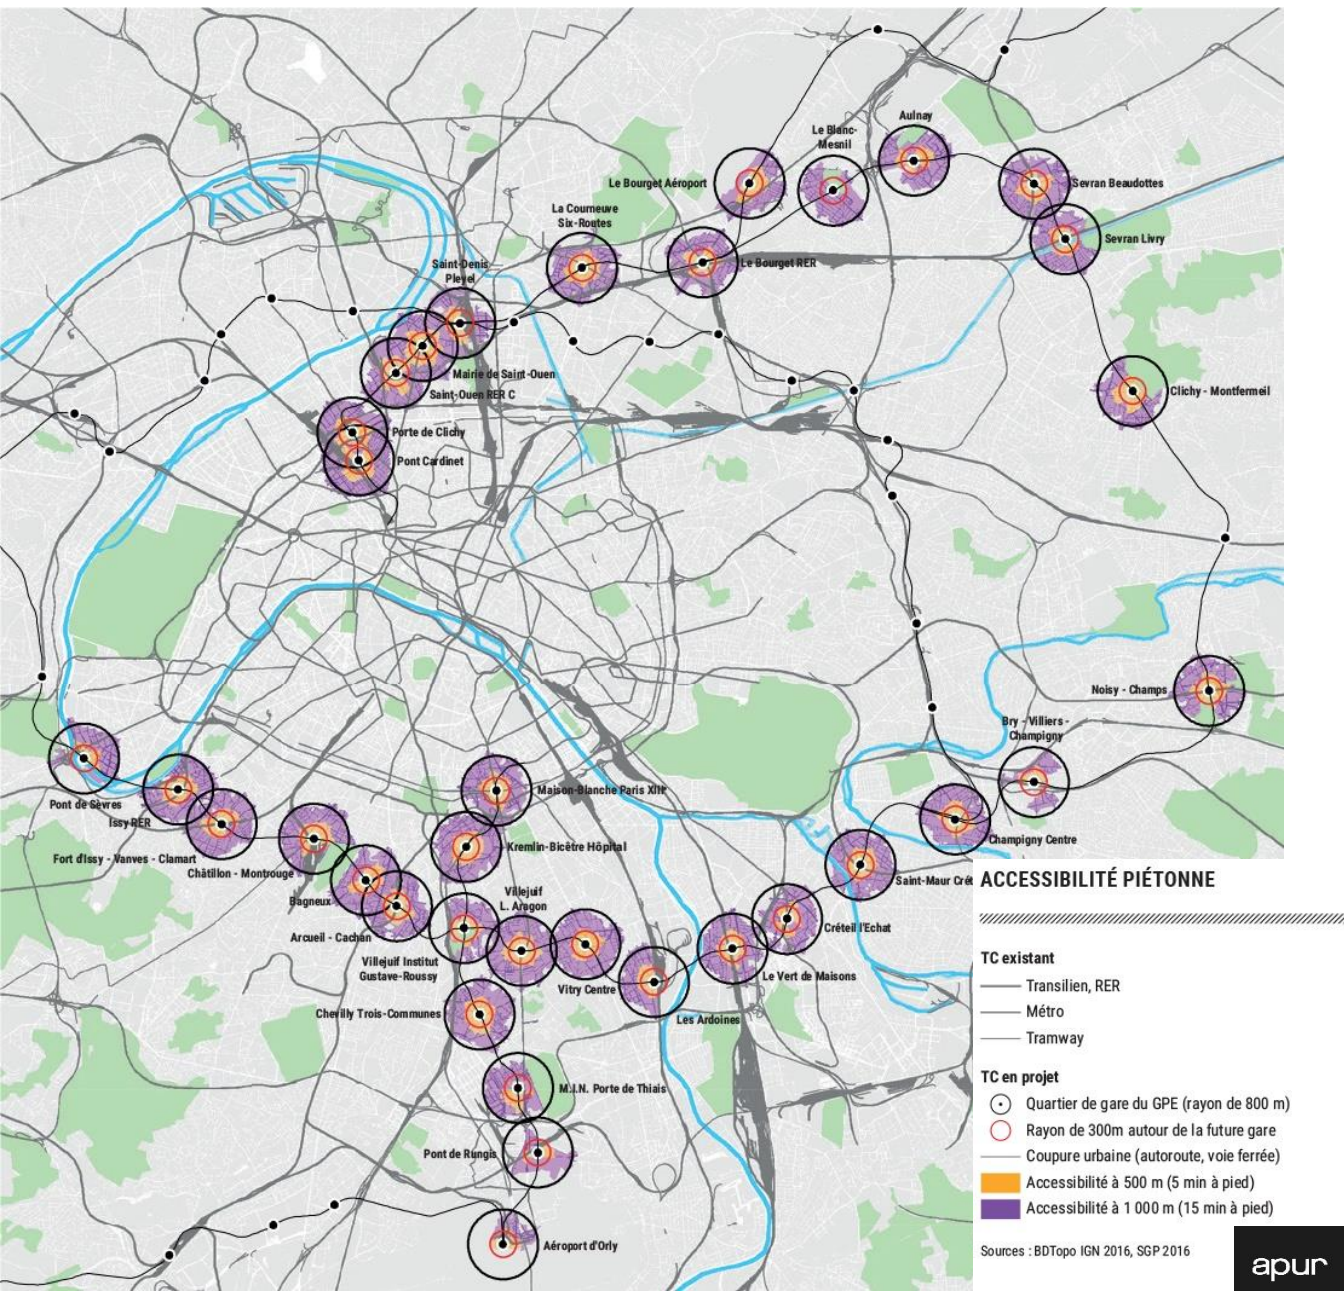 Aulnay
Le Blanc-
Mesnil
Le Bourget Aéroport
Sevran Beaudottes
La Courneuve
Six-Routes
Sevran Livry
Le Bourget RER
Saint-Denis
Pleyel
Mairie de Saint-Ouen
Saint-Ouen RER C
Clichy - Montfermeil
Porte de Clichy
Pont Cardinet
Noisy - Champs
Bry - Villiers -
Champigny
Pont de Sèvres
Maison-Blanche Paris XIIIe
Issy RER
Champigny Centre
Kremlin-Bicêtre Hôpital
Fort d'Issy - Vanves - Clamart
Châtillon - Montrouge
Saint-Maur Cré
Villejuif
L. Aragon
Bagneux
Créteil l'Echat
Arcueil - Cachan
Villejuif Institut
Gustave-Roussy
Le Vert de Maisons
Vitry Centre
Chevilly Trois-Communes
Les Ardoines
M.I.N. Porte de Thiais
Pont de Rungis
Aéroport d'Orly
ACCESSIBILITÉ PIÉTONNE
TC existant
Transilien, RER
Métro
Tramway
TC en projet
Quartier de gare du GPE (rayon de 800 m)
Rayon de 300m autour de la future gare
Coupure urbaine (autoroute, voie ferrée)
Accessibilité à 500 m (5 min à pied)
Accessibilité à 1 000 m (15 min à pied)
Sources : BDTopo IGN 2016, SGP 2016
apur